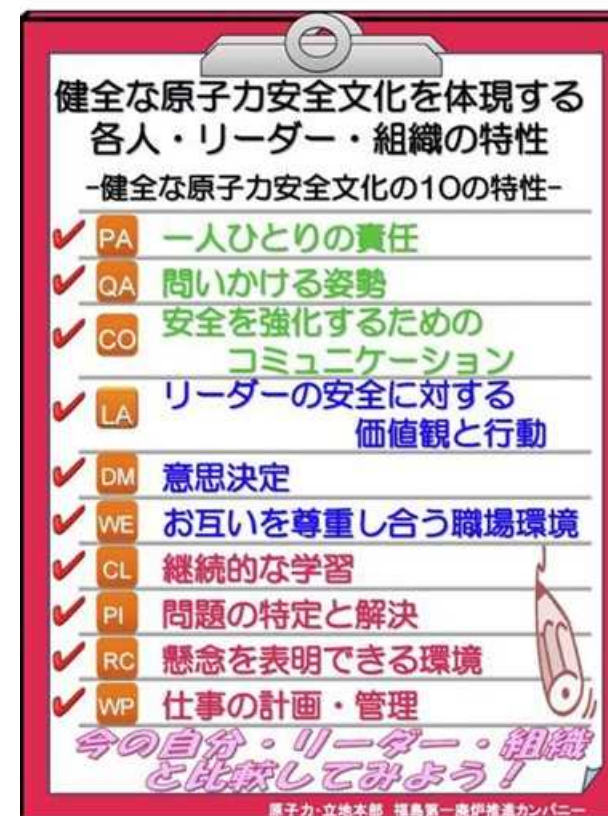 健全な原子力安全文化を体現する
各人・リーダー・組織の特性
-健全な原子力安全文化の10の特性-
PA 一人ひとりの責任
QA 問いかける姿勢
CO 安全を強化するための
コミュニケーション
LA リーダーの安全に対する
価値観と行動
DM 意思決定
WE お互いを尊重し合う職場環境
CL 継続的な学習
PI 問題の特定と解決
RC 懸念を表明できる環境
WP 仕事の計画・管理
今の自分・リーダー・組織
と比較してみよう!
原子力・立地本部 福島第一廃炉推進カンパニー